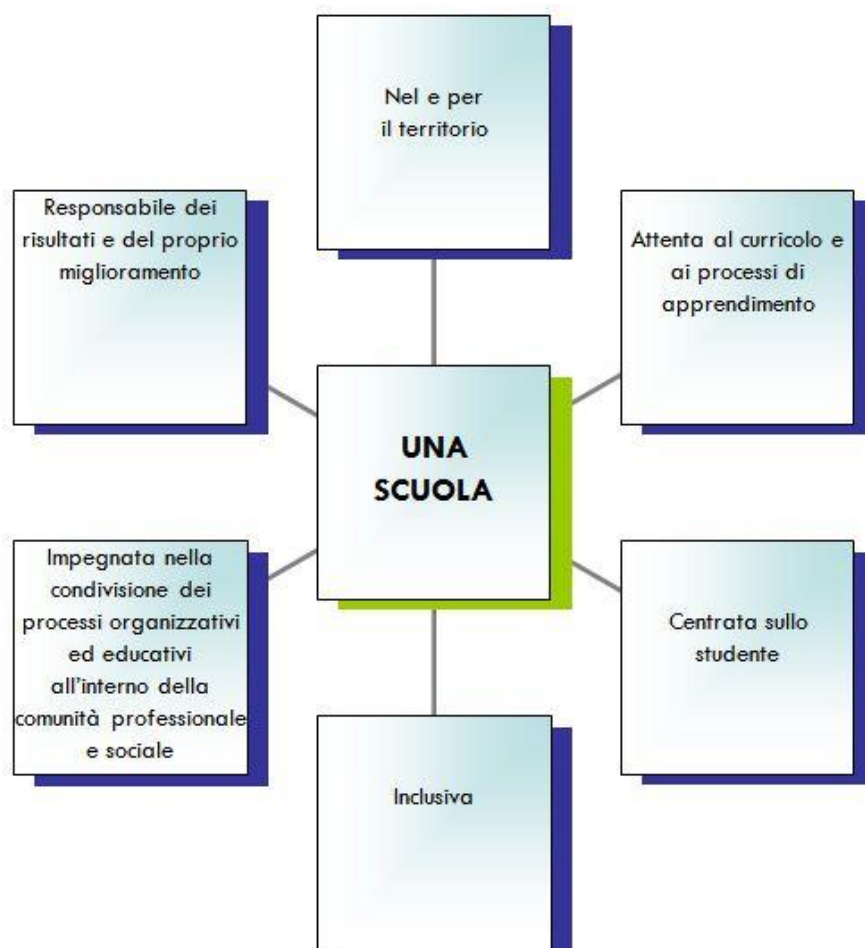 Nel e per
il territorio
Responsabile dei
risultati e del proprio
miglioramento
Attenta al curricolo e
ai processi di
apprendimento
UNA
SCUOLA
Impegnata nella
condivisione dei
processi organizzativi
ed educativi
all'interno della
comunità professionale
e sociale
Centrata sullo
studente
Inclusiva